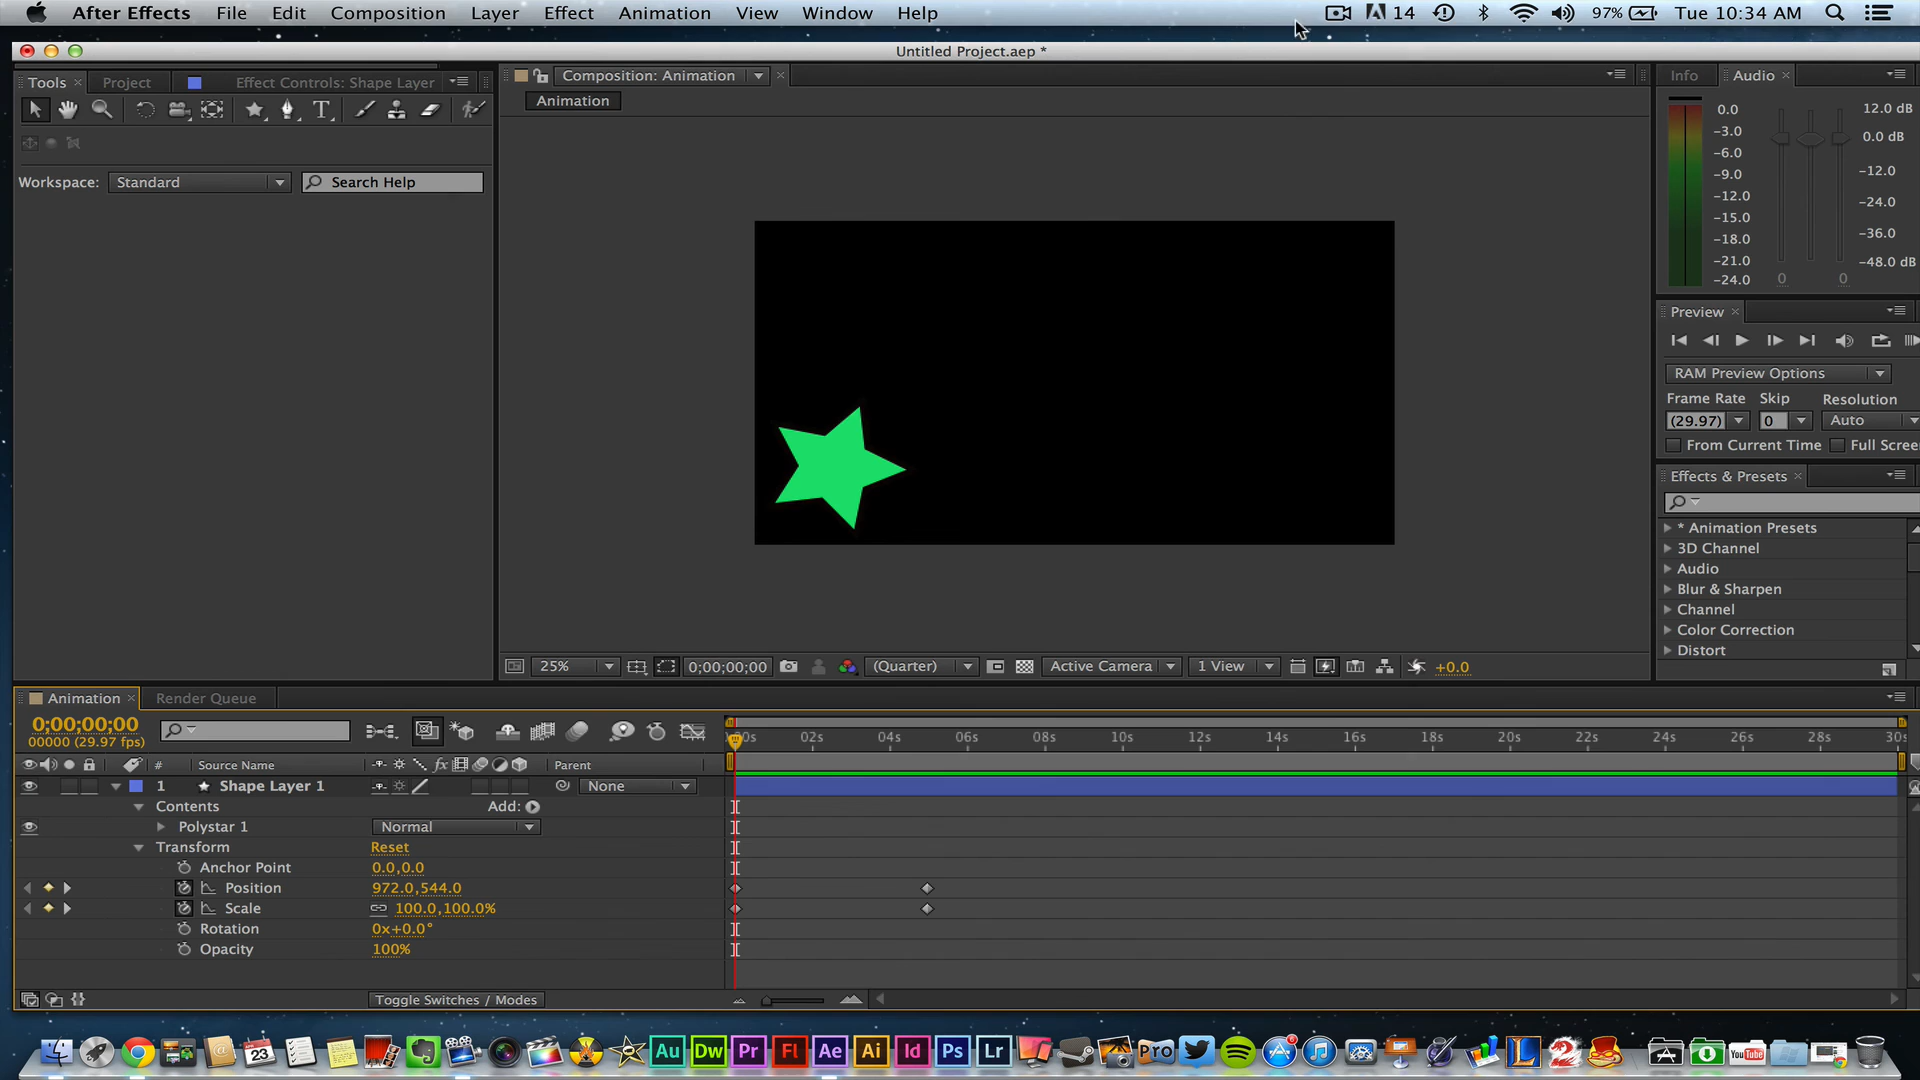 After Effects File Edit Composition Layer Effect Animation View Window Help 14 97% Tue 10:34 AM
Untitled Project.aep *
Tools Project Effect Controls: Shape Layer
Composition: Animation
Info Audio
Animation
T
0.0
-3.0
-6.0
-9.0
-12.0
-15.0
-18.0
-21.0
-24.0
0 0
12.0 dB
0.0 dB
-12.0
-24.0
-36.0
-48.0 dB
Workspace: Standard Search Help
Preview
RAM Preview Options
Frame Rate Skip Resolution
(29.97) 0 Auto
From Current Time Full Scree
Effects & Presets
* Animation Presets
3D Channel
Audio
Blur & Sharpen
Channel
Color Correction
Distort
25% 0;00;00;00 (Quarter) Active Camera 1 View +0.0
Animation Render Queue
0;00;00;00
00000 (29.97 fps)
00s 02s 04s 06s 08s 10s 12s 14s 16s 18s 20s 22s 24s 26s 28s 30s
# Source Name fx Parent
1 Shape Layer 1 None
Contents Add:
Polystar 1 Normal
Transform Reset
Anchor Point 0.0,0.0
Position 972.0,544.0
Scale 100.0,100.0%
Rotation 0x+0.0°
Opacity 100%
Toggle Switches / Modes
23 Au Dw Pr Fl Ae Ai Id Ps Lr Pro L 2 YouTube